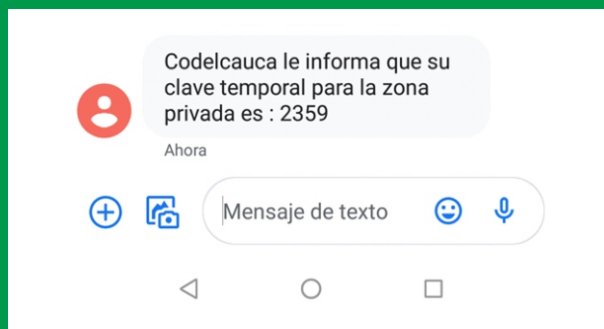 Codelcauca le informa que su
clave temporal para la zona
privada es : 2359
Ahora
Mensaje de texto